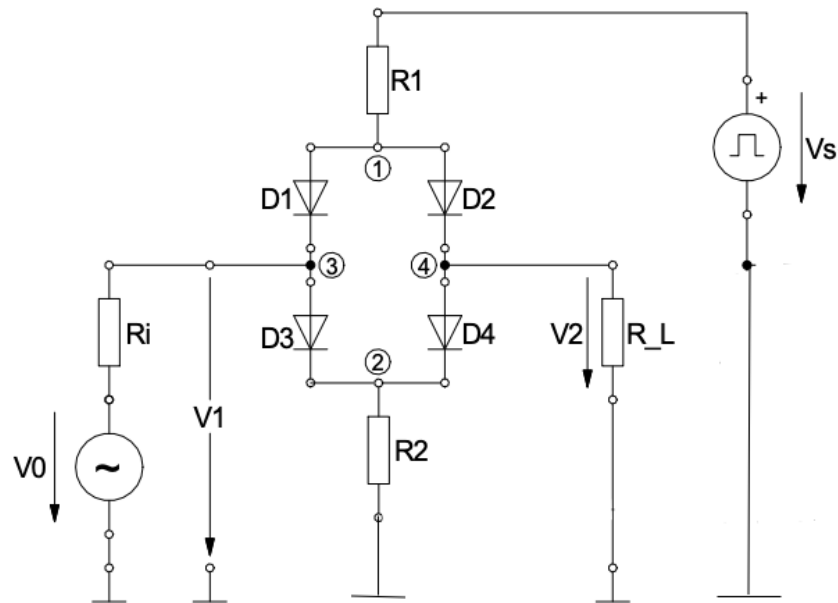 R1
+
Vs
①
D1
D2
③
④
Ri
D3
D4
V2
R_L
②
V1
R2
V0
~